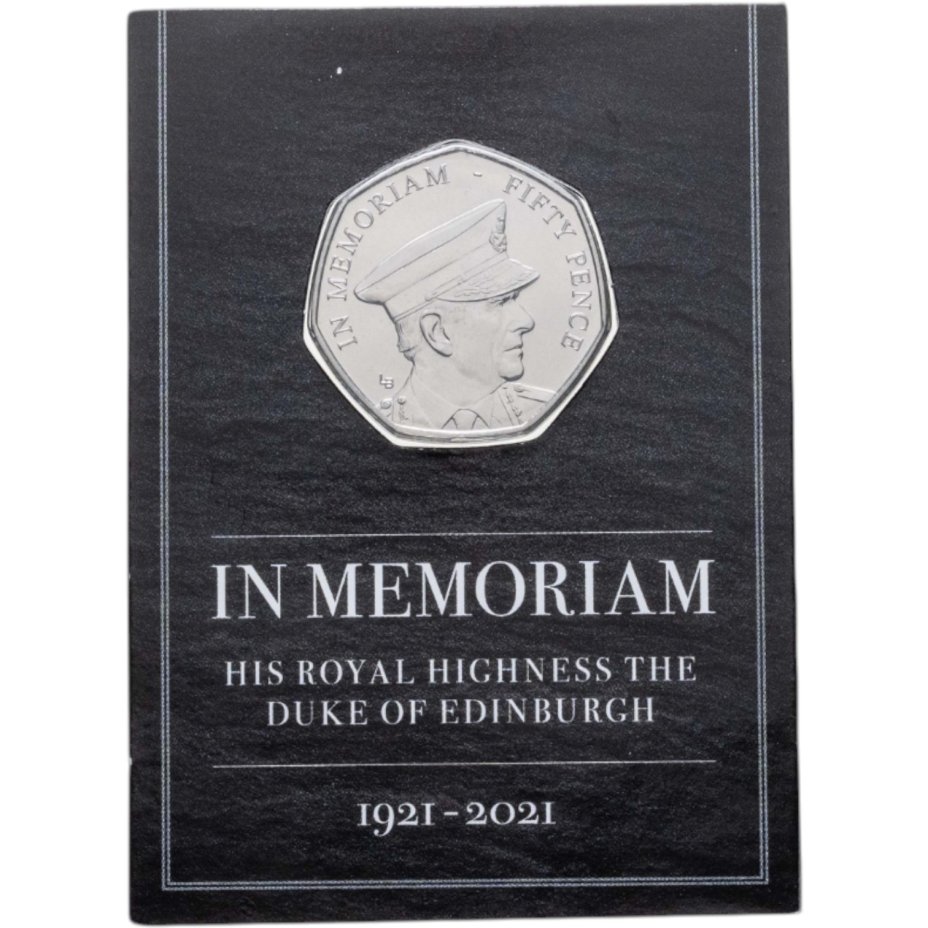 IN MEMORIAM - FIFTY PENCE
IN MEMORIAM
HIS ROYAL HIGHNESS THE
DUKE OF EDINBURGH
1921-2021